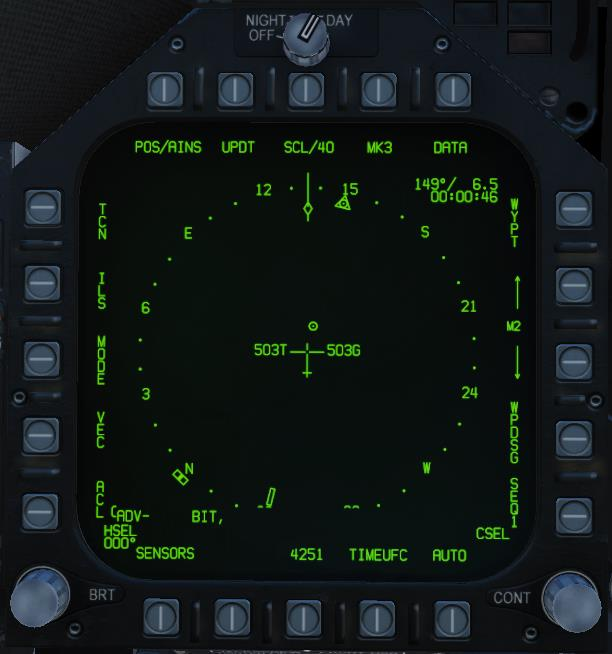 NIGHT DAY
OFF
POS/AINS UPDT SCL/40 MK3 DATA
149°/ 6.5
00:00:46
TCN
WYPT
12 15
E S
ILS
6 21
M2
503T 503G
MODE
3 24
VEC
WPDSG
N W
ACL
SEQ1
ADV- BIT,
HSEL
000°
CSEL
SENSORS 4251 TIMEUFC AUTO
BRT CONT